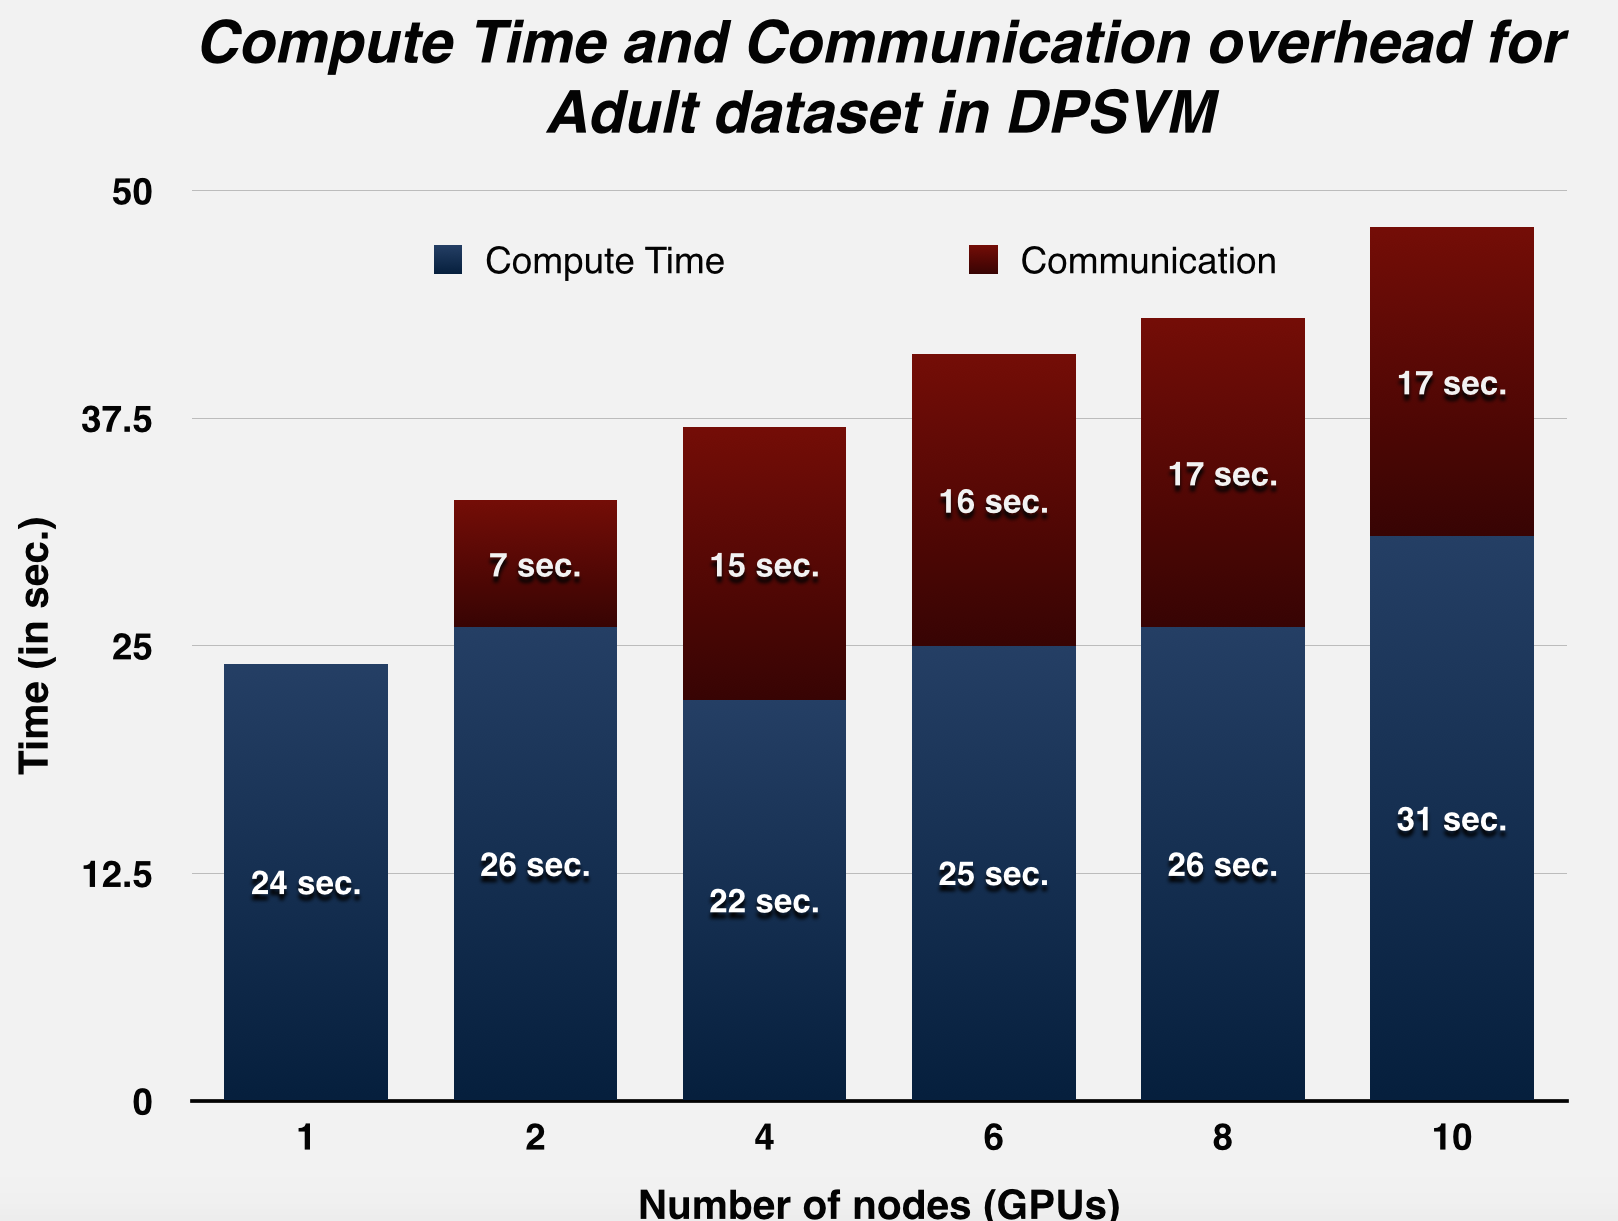 Compute Time and Communication overhead for
Adult dataset in DPSVM
50
Compute Time
Communication
37.5
25
12.5
0
Time (in sec.)
24 sec.
7 sec.
26 sec.
15 sec.
22 sec.
16 sec.
25 sec.
17 sec.
26 sec.
17 sec.
31 sec.
1
2
4
6
8
10
Number of nodes (GPUs)